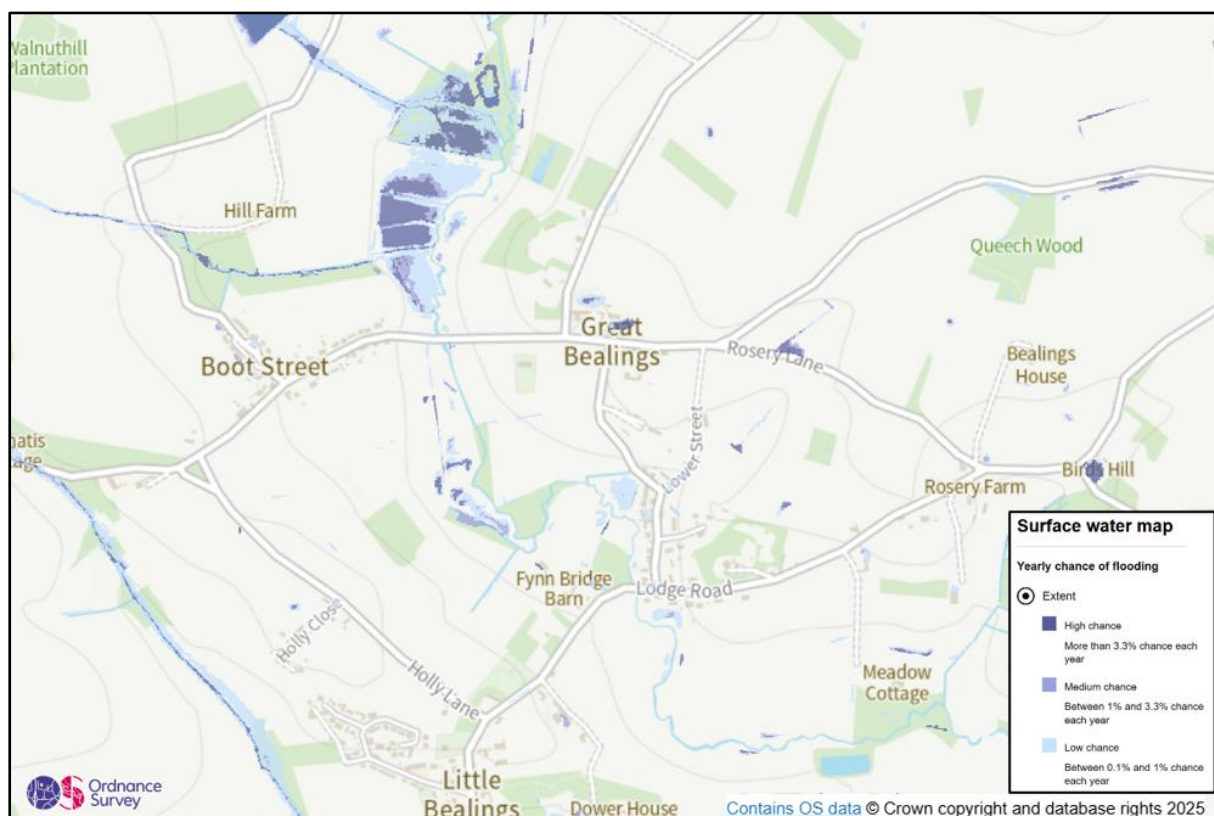 Walnuthill
Plantation
Hill Farm
Queech Wood
Great
Bealings
Boot Street
Rosery Lane
Bealings
House
Lower Street
Birds Hill
Rosery Farm
Fynn Bridge
Barn
Lodge Road
Holly Close
Holly Lane
Meadow
Cottage
Little
Bealings
Dower House
Surface water map
Yearly chance of flooding
Extent
High chance
More than 3.3% chance each
year
Medium chance
Between 1% and 3.3% chance
each year
Low chance
Between 0.1% and 1% chance
each year
Ordnance
Survey
Contains OS data © Crown copyright and database rights 2025